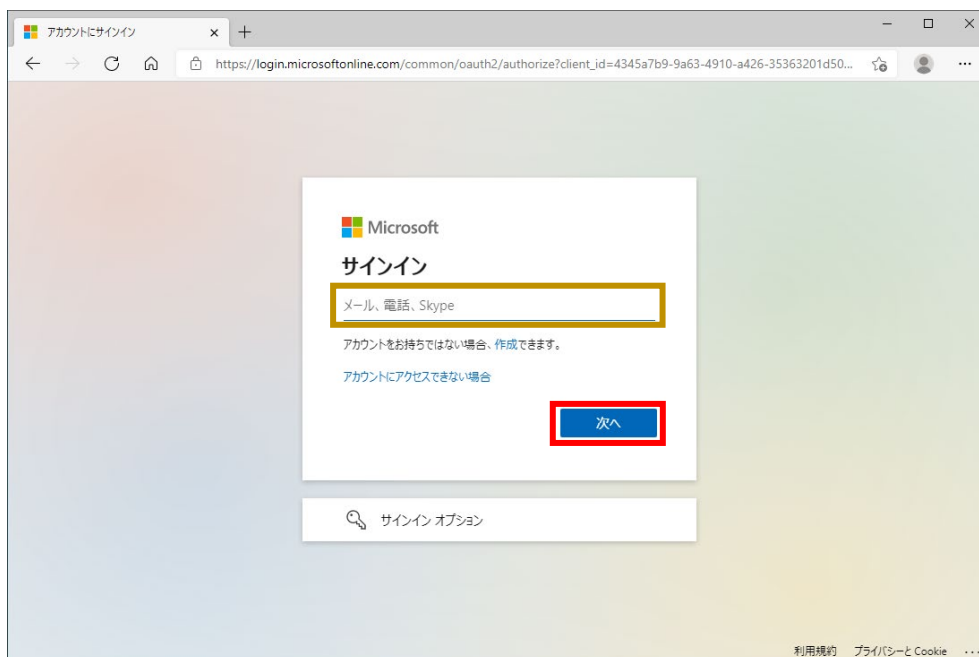 アカウントにサインイン
https://login.microsoftonline.com/common/oauth2/authorize?client_id=4345a7b9-9a63-4910-a426-35363201d50...
Microsoft
サインイン
メール、電話、Skype
アカウントをお持ちではない場合、作成できます。
アカウントにアクセスできない場合
次へ
サインイン オプション
利用規約 プライバシーと Cookie ...